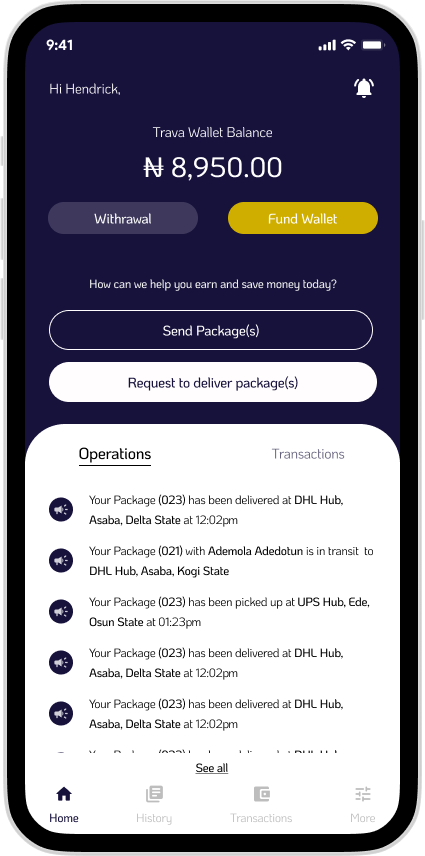 9:41
Hi Hendrick,
Trava Wallet Balance
₦ 8,950.00
Withrawal
Fund Wallet
How can we help you earn and save money today?
Send Package(s)
Request to deliver package(s)
Operations
Transactions
Your Package (023) has been delivered at DHL Hub,
Asaba, Delta State at 12:02pm
Your Package (021) with Ademola Adedotun is in transit to
DHL Hub, Asaba, Kogi State
Your Package (023) has been picked up at UPS Hub, Ede,
Osun State at 01:23pm
Your Package (023) has been delivered at DHL Hub,
Asaba, Delta State at 12:02pm
Your Package (023) has been delivered at DHL Hub,
Asaba, Delta State at 12:02pm
See all
Home
History
Transactions
More